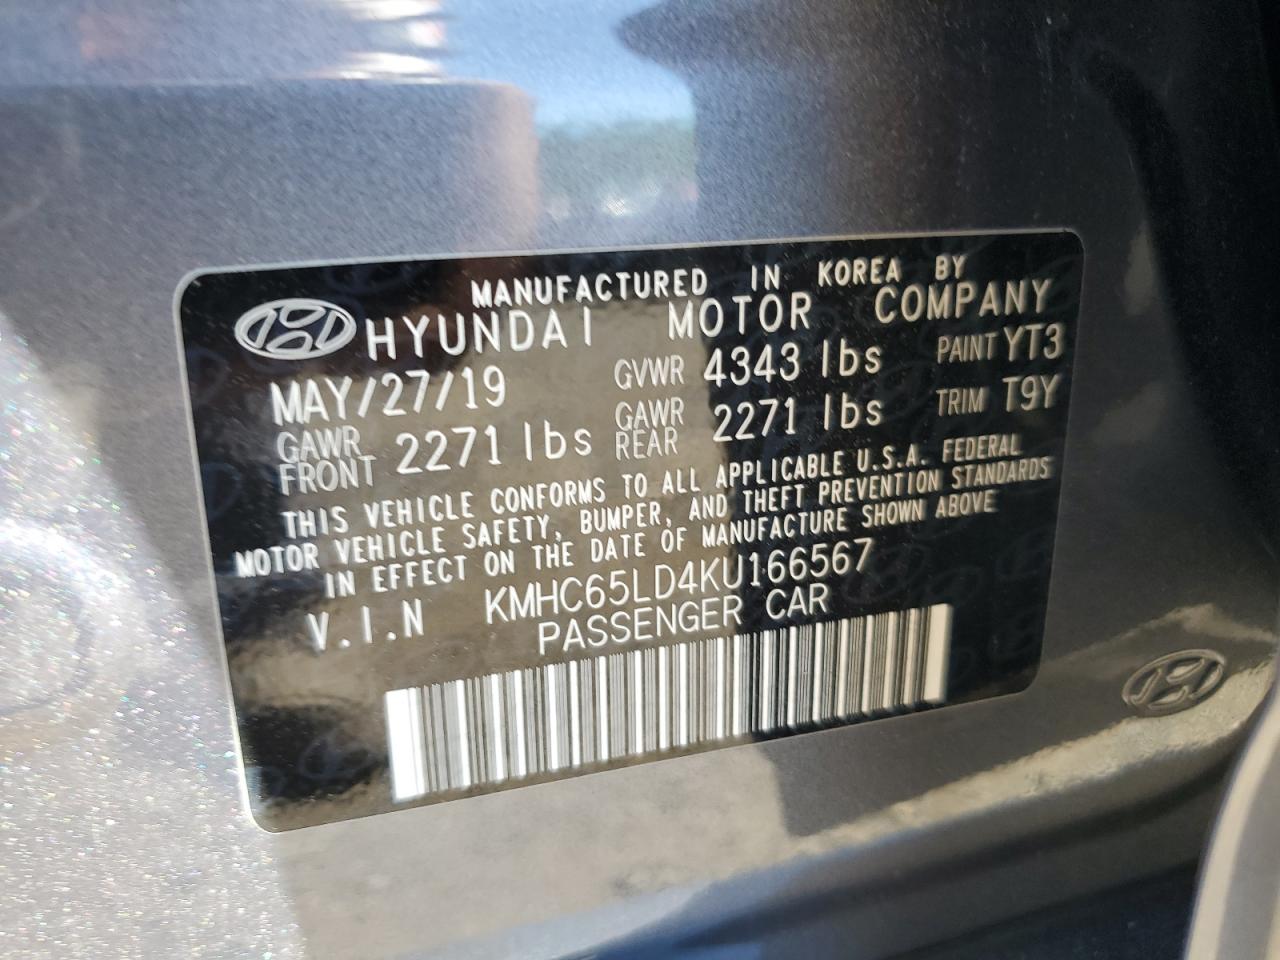 MANUFACTURED IN KOREA BY
HYUNDAI MOTOR COMPANY
MAY/27/19 GVWR 4343 lbs PAINT YT3
GAWR FRONT 2271 lbs GAWR REAR 2271 lbs TRIM T9Y
THIS VEHICLE CONFORMS TO ALL APPLICABLE U.S.A. FEDERAL
MOTOR VEHICLE SAFETY, BUMPER, AND THEFT PREVENTION STANDARDS
IN EFFECT ON THE DATE OF MANUFACTURE SHOWN ABOVE
V.I.N KMHC65LD4KU166567
PASSENGER CAR